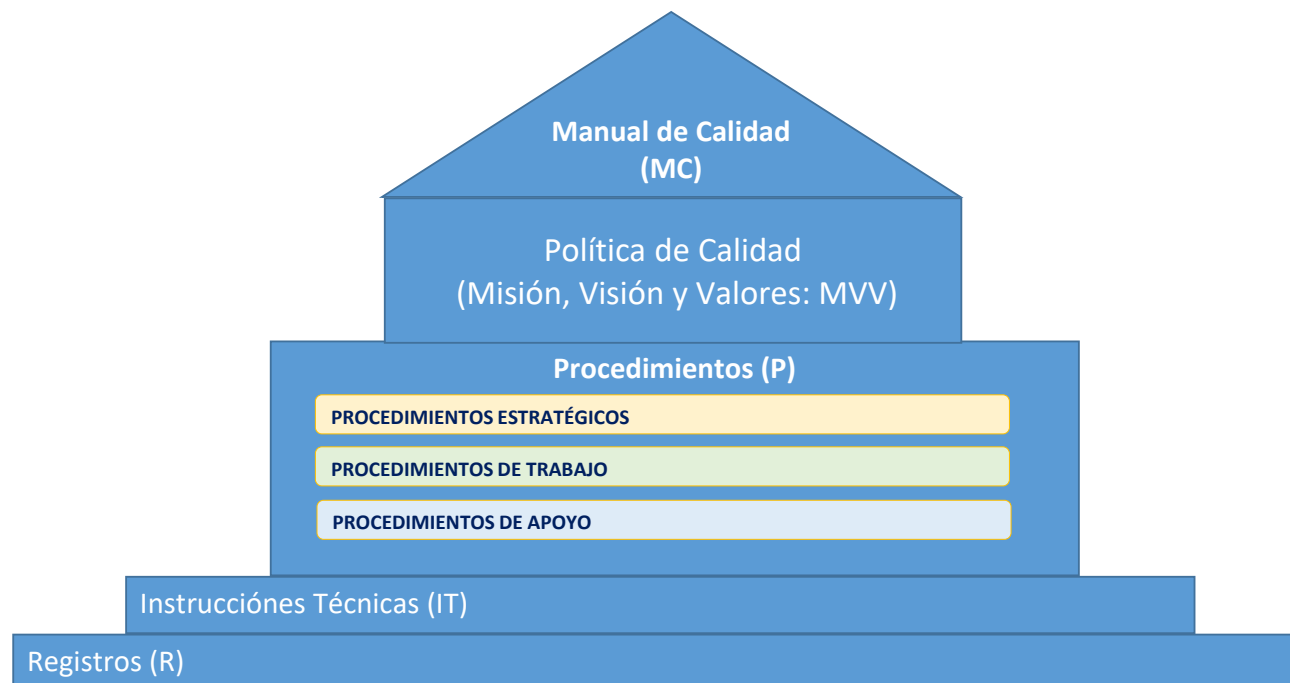 Manual de Calidad
(MC)
Política de Calidad
(Misión, Visión y Valores: MVV)
Procedimientos (P)
PROCEDIMIENTOS ESTRATÉGICOS
PROCEDIMIENTOS DE TRABAJO
PROCEDIMIENTOS DE APOYO
Instrucciónes Técnicas (IT)
Registros (R)